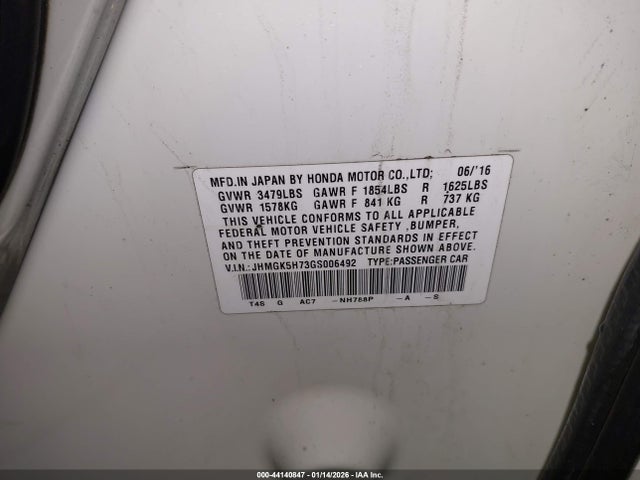 MFD.IN JAPAN BY HONDA MOTOR CO.,LTD; 06/'16
GVWR 3479LBS GAWR F 1854LBS R 1625LBS
GVWR 1578KG GAWR F 841 KG R 737 KG
THIS VEHICLE CONFORMS TO ALL APPLICABLE
FEDERAL MOTOR VEHICLE SAFETY ,BUMPER,
AND THEFT PREVENTION STANDARDS IN EFFECT
ON THE DATE OF MANUFACTURE SHOWN ABOVE.
V.I.N.: JHMGK5H73GS006492 TYPE:PASSENGER CAR
T4S G AC7 -NH788P -A -S
000-44140847 - 01/14/2026 - IAA Inc.